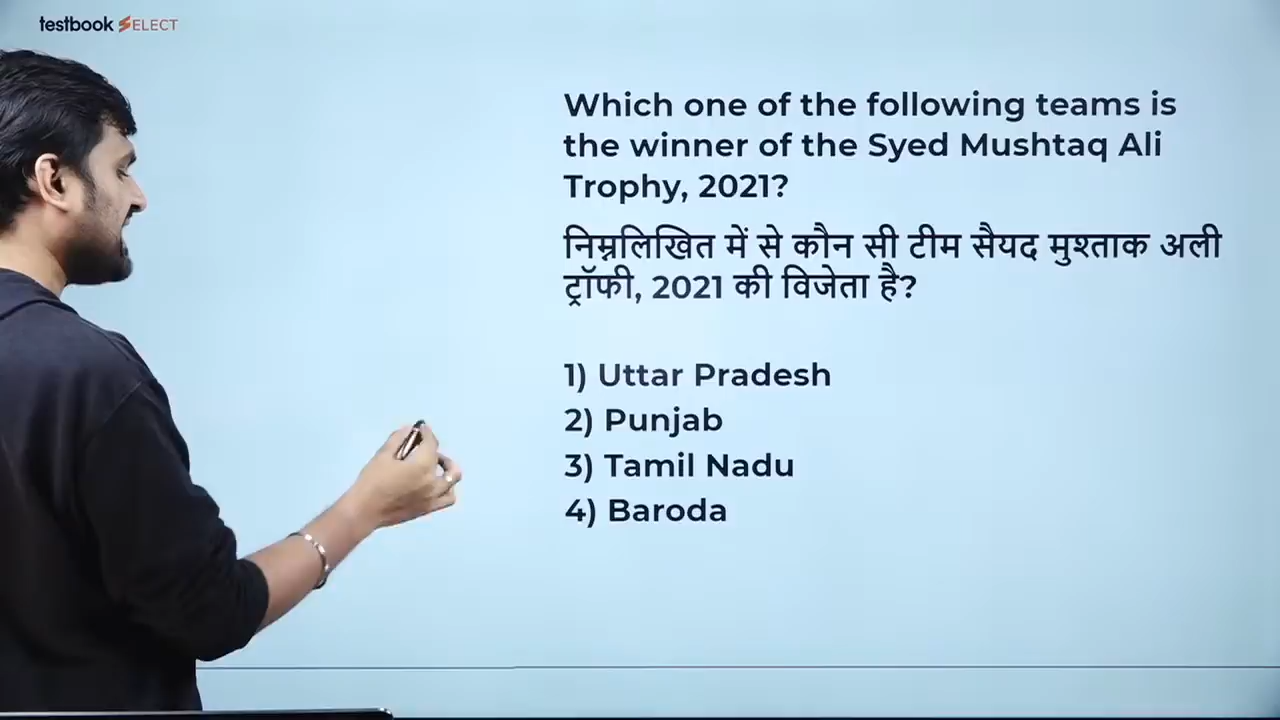 testbook SELECT
Which one of the following teams is
the winner of the Syed Mushtaq Ali
Trophy, 2021?
निम्नलिखित में से कौन सी टीम सैयद मुश्ताक अली
ट्रॉफी, 2021 की विजेता है?
1) Uttar Pradesh
2) Punjab
3) Tamil Nadu
4) Baroda